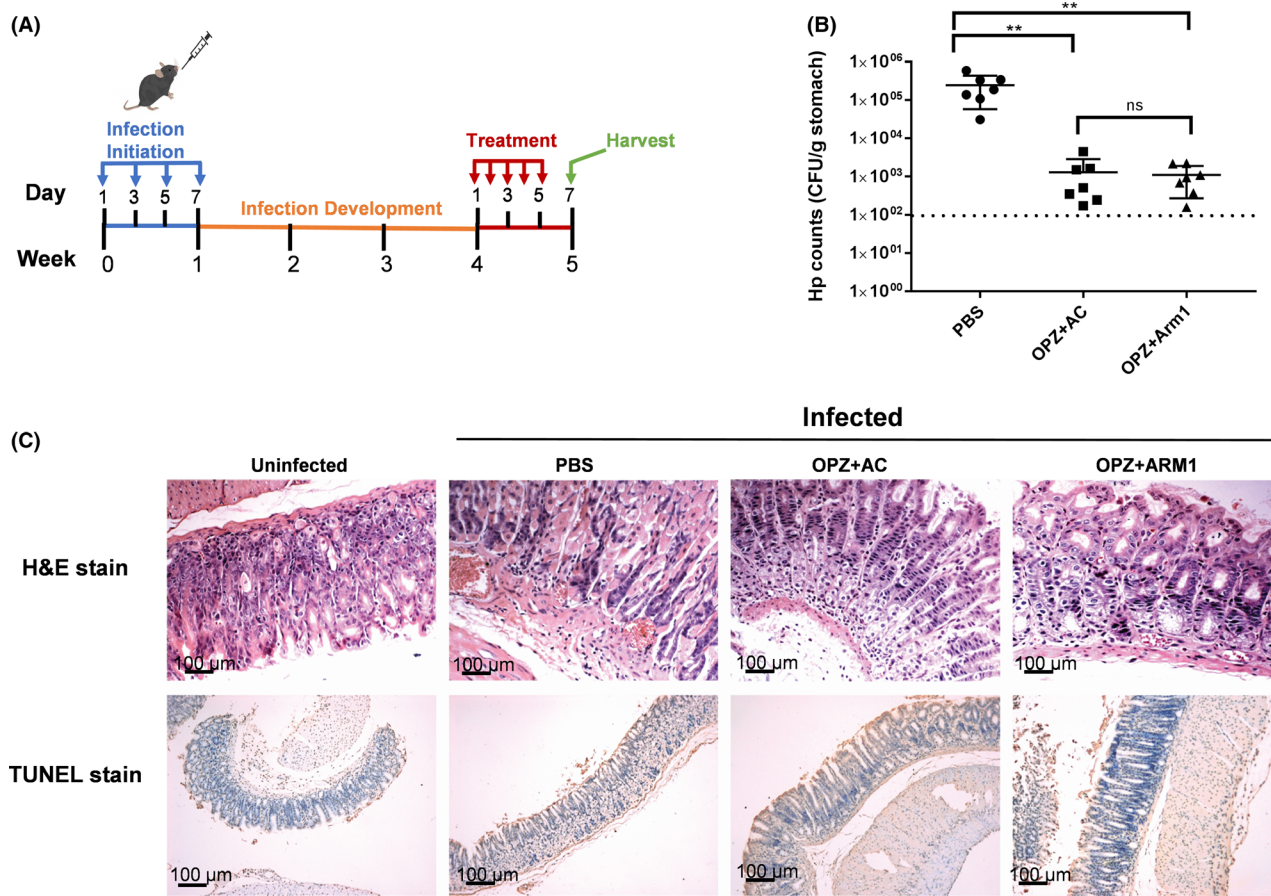 (A)
Infection
Initiation
Treatment
Harvest
Day
1 3 5 7 1 3 5 7
Infection Development
Week
0 1 2 3 4 5
(B)
**
**
ns
Hp counts (CFU/g stomach)
1×10⁰⁶
1×10⁰⁵
1×10⁰⁴
1×10⁰³
1×10⁰²
1×10⁰¹
1×10⁰⁰
PBS
OPZ+AC
OPZ+Arm1
(C)
Infected
Uninfected PBS OPZ+AC OPZ+ARM1
H&E stain
100 µm 100 µm 100 µm 100 µm
TUNEL stain
100 µm 100 µm 100 µm 100 µm